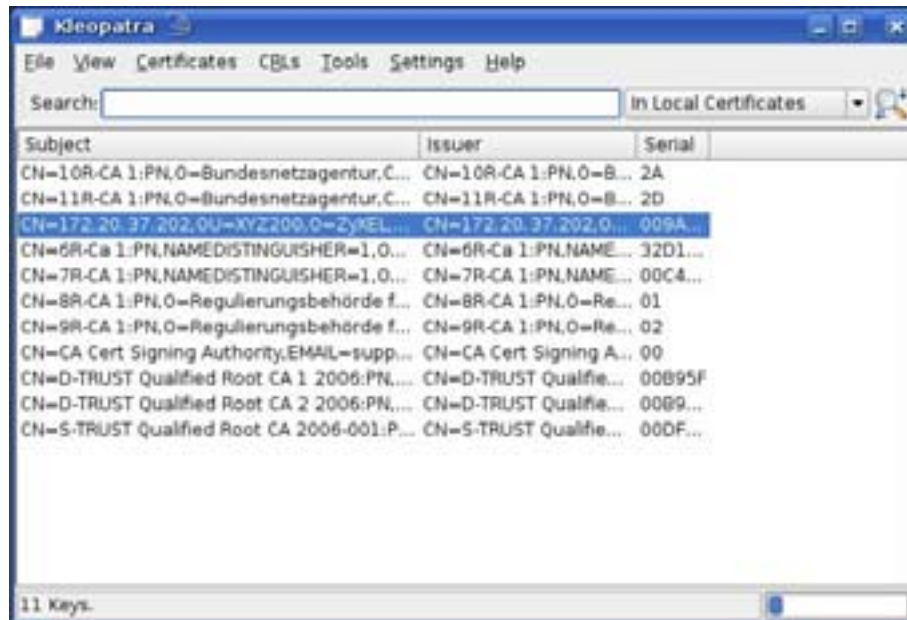 Kleopatra
File View Certificates CRLs Tools Settings Help
Search: In Local Certificates
Subject Issuer Serial
CN=10R-CA 1:PN,O=Bundesnetzagentur,C... CN=10R-CA 1:PN,O=B... 2A
CN=11R-CA 1:PN,O=Bundesnetzagentur,C... CN=11R-CA 1:PN,O=B... 2D
CN=172.20.37.202,OU=XYZ200,O=ZyXEL,... CN=172.20.37.202,O... 009A...
CN=6R-Ca 1:PN,NAMEDISTINGUISHER=1,O... CN=6R-Ca 1:PN,NAME... 32D1...
CN=7R-CA 1:PN,NAMEDISTINGUISHER=1,O... CN=7R-CA 1:PN,NAME... 00C4...
CN=8R-CA 1:PN,O=Regulierungsbehörde f... CN=8R-CA 1:PN,O=Re... 01
CN=9R-CA 1:PN,O=Regulierungsbehörde f... CN=9R-CA 1:PN,O=Re... 02
CN=CA Cert Signing Authority,EMAIL=supp... CN=CA Cert Signing A... 00
CN=D-TRUST Qualified Root CA 1 2006:PN,... CN=D-TRUST Qualifie... 00B95F
CN=D-TRUST Qualified Root CA 2 2006:PN,... CN=D-TRUST Qualifie... 00B9...
CN=S-TRUST Qualified Root CA 2006-001:P... CN=S-TRUST Qualifie... 00DF...
11 Keys.